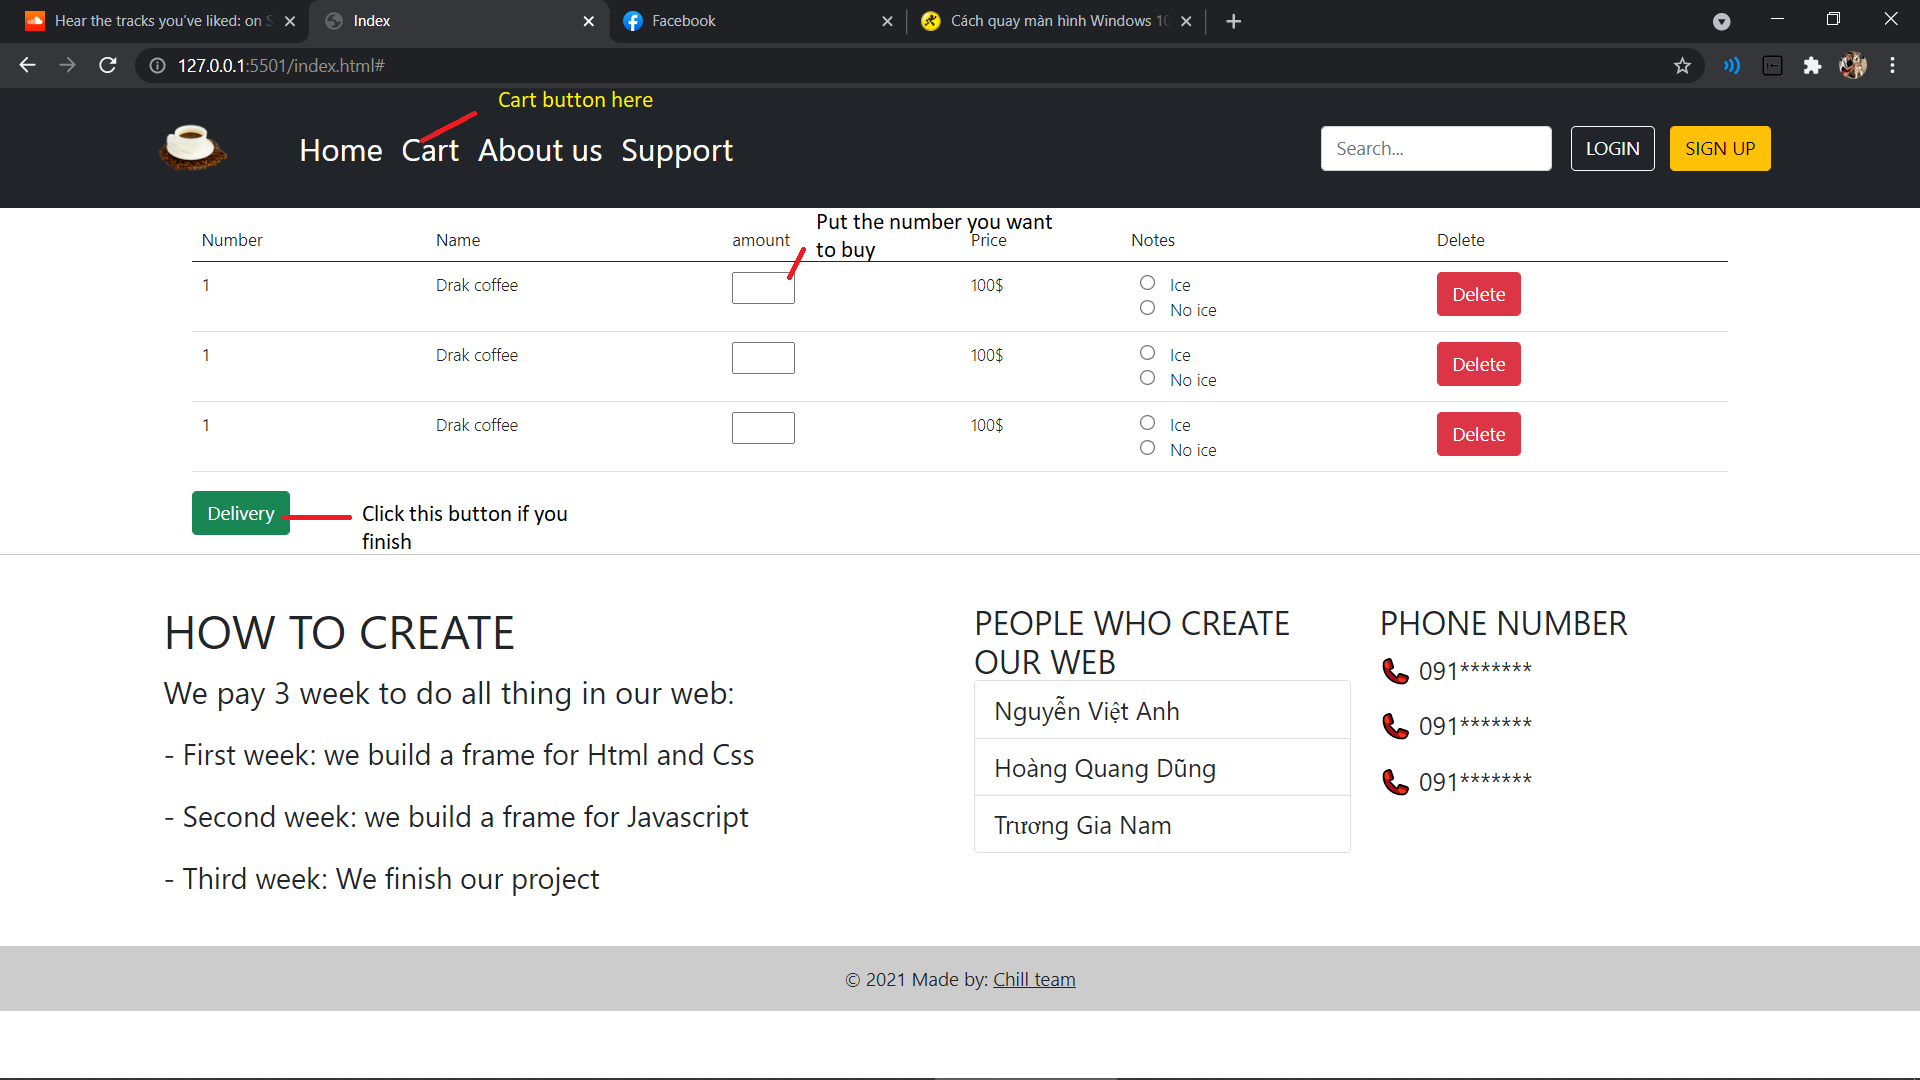 Hear the tracks you've liked: on S
Index
Facebook
Cách quay màn hình Windows 10
127.0.0.1:5501/index.html#
Cart button here
Home Cart About us Support
Search...
LOGIN
SIGN UP
Put the number you want
to buy
Number Name amount Price Notes Delete
1 Drak coffee 100$ Ice Delete
No ice
1 Drak coffee 100$ Ice Delete
No ice
1 Drak coffee 100$ Ice Delete
No ice
Delivery
Click this button if you
finish
HOW TO CREATE
We pay 3 week to do all thing in our web:
- First week: we build a frame for Html and Css
- Second week: we build a frame for Javascript
- Third week: We finish our project
PEOPLE WHO CREATE
OUR WEB
Nguyễn Việt Anh
Hoàng Quang Dũng
Trương Gia Nam
PHONE NUMBER
091*******
091*******
091*******
© 2021 Made by: Chill team